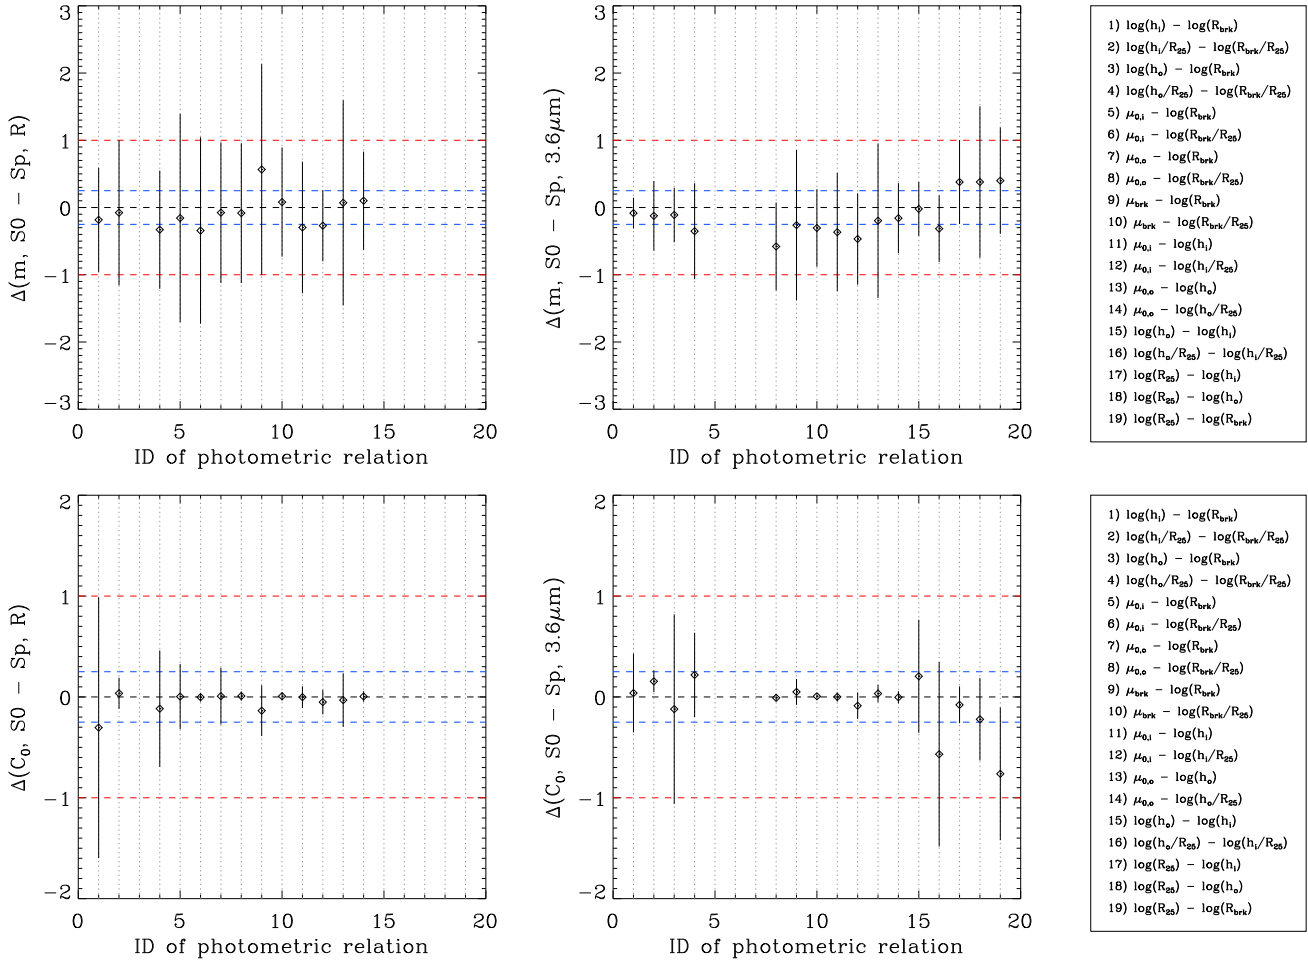 3
2
1
0
−1
−2
−3
Δ(m, S0 − Sp, R)
0 5 10 15 20
ID of photometric relation
3
2
1
0
−1
−2
−3
Δ(m, S0 − Sp, 3.6μm)
0 5 10 15 20
ID of photometric relation
1) log(h_i) − log(R_brk)
2) log(h_i/R_25) − log(R_brk/R_25)
3) log(h_o) − log(R_brk)
4) log(h_o/R_25) − log(R_brk/R_25)
5) μ_0,i − log(R_brk)
6) μ_0,i − log(R_brk/R_25)
7) μ_0,o − log(R_brk)
8) μ_0,o − log(R_brk/R_25)
9) μ_brk − log(R_brk)
10) μ_brk − log(R_brk/R_25)
11) μ_0,i − log(h_i)
12) μ_0,i − log(h_i/R_25)
13) μ_0,o − log(h_o)
14) μ_0,o − log(h_o/R_25)
15) log(h_o) − log(h_i)
16) log(h_o/R_25) − log(h_i/R_25)
17) log(R_25) − log(h_i)
18) log(R_25) − log(h_o)
19) log(R_25) − log(R_brk)
2
1
0
−1
−2
Δ(C_0, S0 − Sp, R)
0 5 10 15 20
ID of photometric relation
2
1
0
−1
−2
Δ(C_0, S0 − Sp, 3.6μm)
0 5 10 15 20
ID of photometric relation
1) log(h_i) − log(R_brk)
2) log(h_i/R_25) − log(R_brk/R_25)
3) log(h_o) − log(R_brk)
4) log(h_o/R_25) − log(R_brk/R_25)
5) μ_0,i − log(R_brk)
6) μ_0,i − log(R_brk/R_25)
7) μ_0,o − log(R_brk)
8) μ_0,o − log(R_brk/R_25)
9) μ_brk − log(R_brk)
10) μ_brk − log(R_brk/R_25)
11) μ_0,i − log(h_i)
12) μ_0,i − log(h_i/R_25)
13) μ_0,o − log(h_o)
14) μ_0,o − log(h_o/R_25)
15) log(h_o) − log(h_i)
16) log(h_o/R_25) − log(h_i/R_25)
17) log(R_25) − log(h_i)
18) log(R_25) − log(h_o)
19) log(R_25) − log(R_brk)